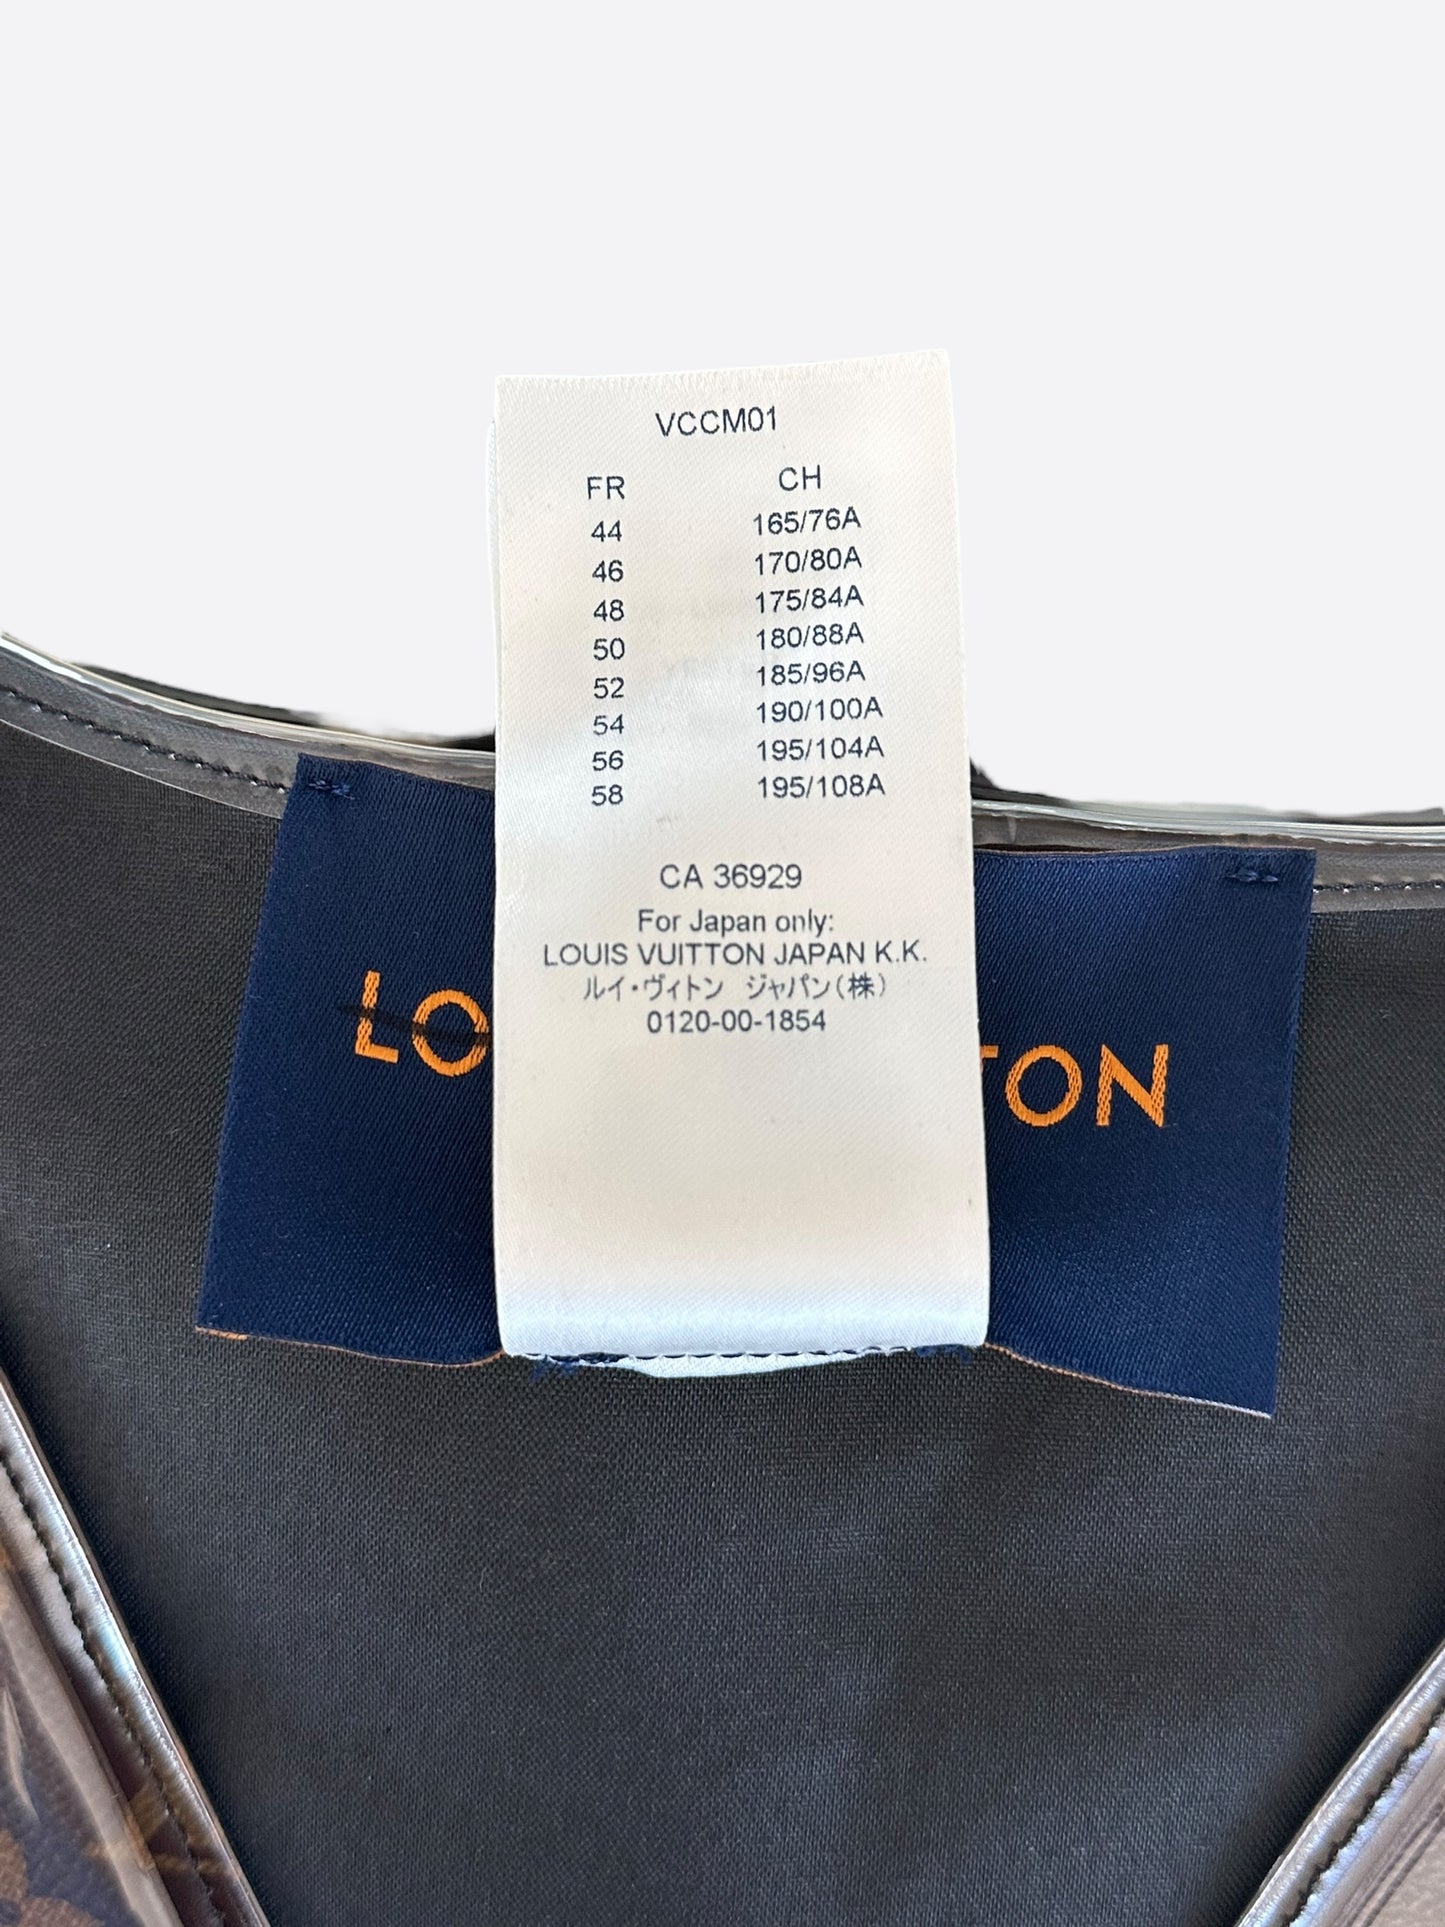 VCCM01
FR CH
44 165/76A
46 170/80A
48 175/84A
50 180/88A
52 185/96A
54 190/100A
56 195/104A
58 195/108A
CA 36929
For Japan only:
LOUIS VUITTON JAPAN K.K.
ルイ・ヴィトン ジャパン(株)
0120-00-1854
LO TON